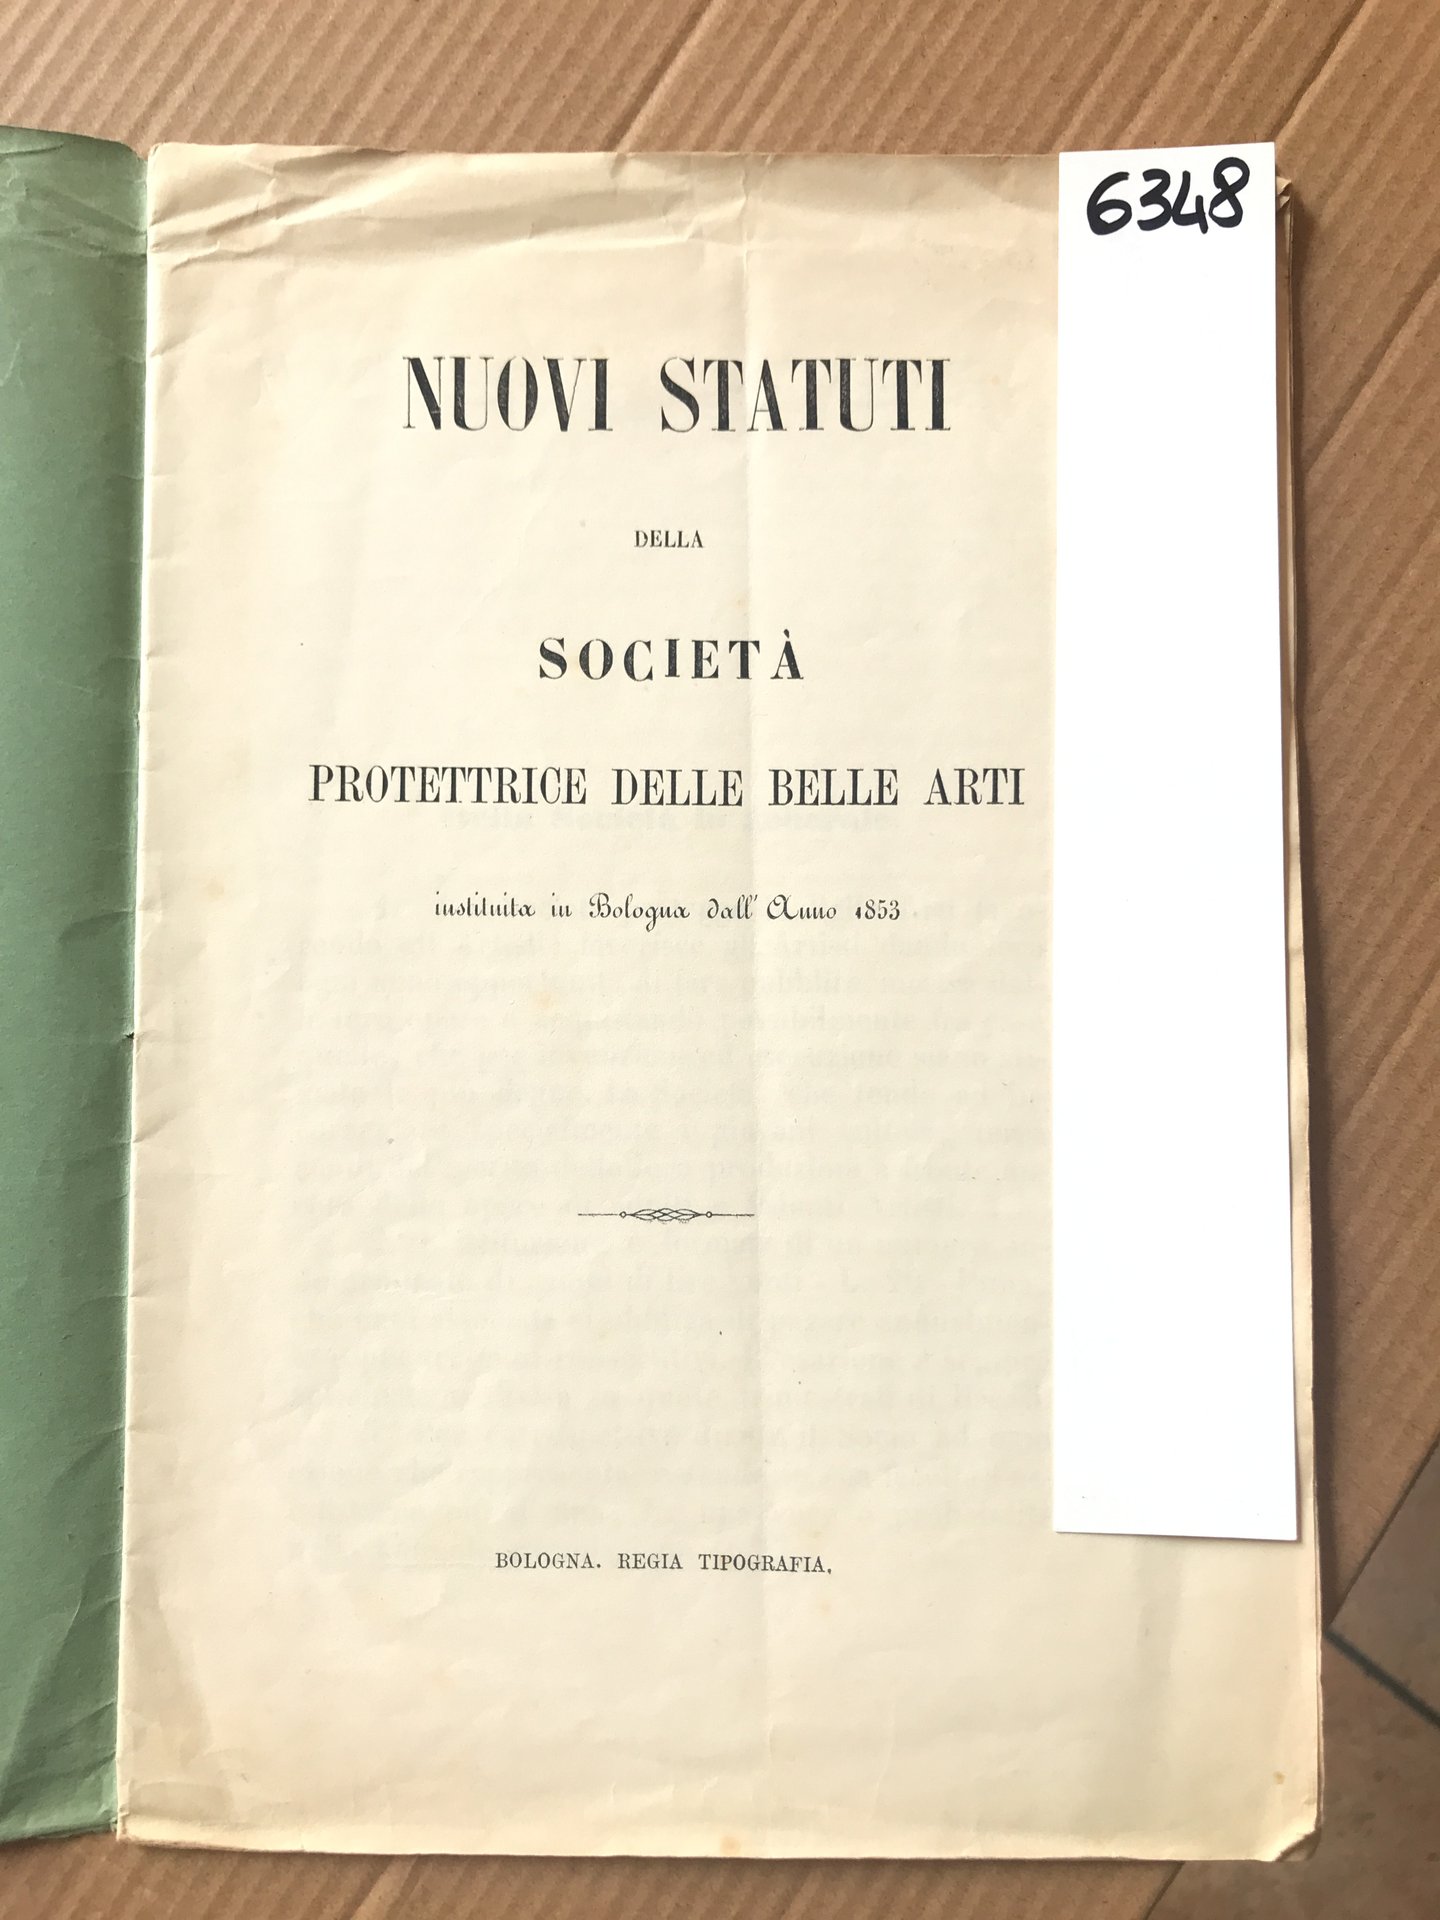 6348
NUOVI STATUTI
DELLA
SOCIETÀ
PROTETTRICE DELLE BELLE ARTI
instituita in Bologna dall' Anno 1853
BOLOGNA. REGIA TIPOGRAFIA.